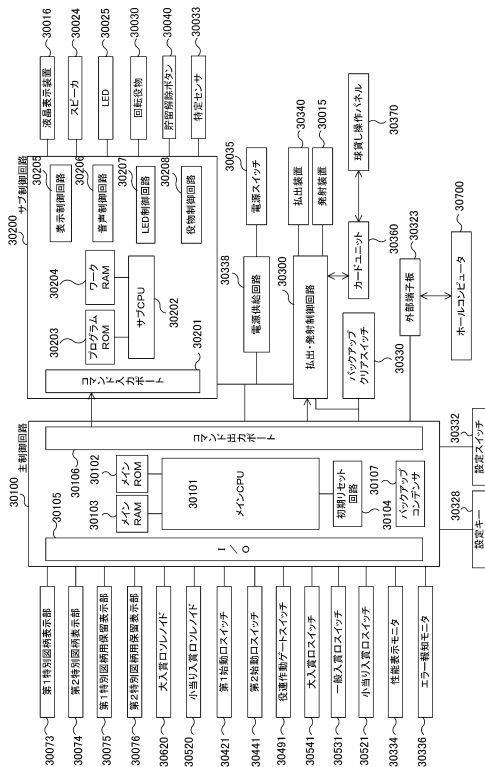 30100 主制御回路
30105
30106
30103
メイン
RAM
30102
メイン
ROM
30101
メインCPU
I/O
コマンド出力ポート
初期リセット
回路
30104
30107
バックアップ
コンデンサ
30073
第1特別図柄表示部
30074
第2特別図柄表示部
30075
第1特別図柄用保留表示部
30076
第2特別図柄用保留表示部
30620
大入賞口ソレノイド
30520
小当り入賞口ソレノイド
30421
第1始動口スイッチ
30441
第2始動口スイッチ
30491
役連作動ゲートスイッチ
30541
大入賞口スイッチ
30531
一般入賞口スイッチ
30521
小当り入賞口スイッチ
30334
性能表示モニタ
30336
エラー報知モニタ
30328
設定キー
30332
設定スイッチ
30200 サブ制御回路
コマンド入力ポート
30201
30203
プログラム
ROM
30204
ワーク
RAM
サブCPU
30202
30205
表示制御回路
30206
音声制御回路
30207
LED制御回路
30208
役物制御回路
液晶表示装置
30016
スピーカ
30024
LED
30025
回転役物
30030
貯留解除ボタン
30040
特定センサ
30033
30338
電源供給回路
電源スイッチ
30035
30300
払出・発射制御回路
払出装置
30340
発射装置
30015
カードユニット
30360
球貸し操作パネル
30370
バックアップ
クリアスイッチ
30330
外部端子板
30323
ホールコンピュータ
30700